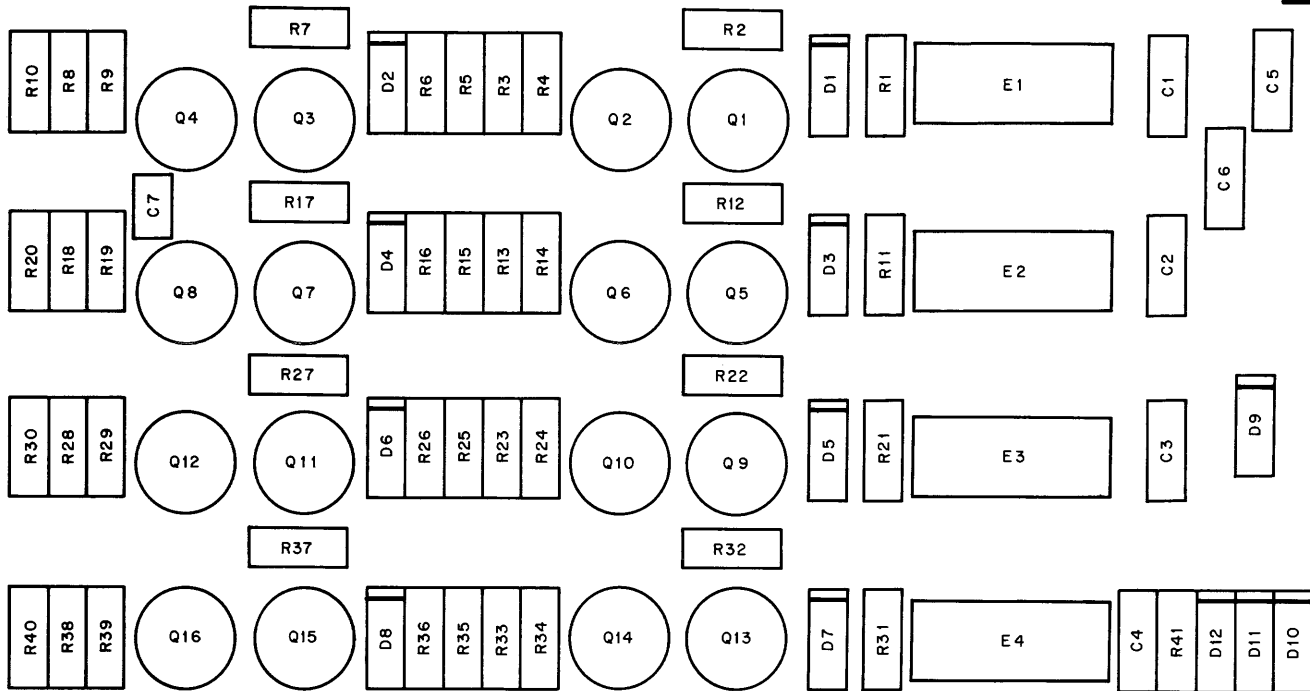 R7
R2
R10
R8
R9
Q4
Q3
D2
R6
R5
R3
R4
Q2
Q1
D1
R1
E1
C1
C5
C6
C7
R17
R12
R20
R18
R19
Q8
Q7
D4
R16
R15
R13
R14
Q6
Q5
D3
R11
E2
C2
R27
R22
R30
R28
R29
Q12
Q11
D6
R26
R25
R23
R24
Q10
Q9
D5
R21
E3
C3
D9
R37
R32
R40
R38
R39
Q16
Q15
D8
R36
R35
R33
R34
Q14
Q13
D7
R31
E4
C4
R41
D12
D11
D10